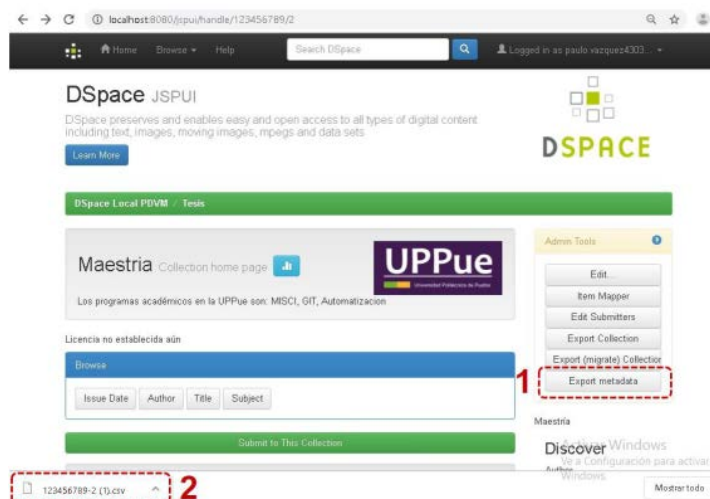 localhost:8080/jspui/handle/123456789/2
Home Browse Help Search DSpace Logged in as paulo vazquez4303...
DSpace JSPUI
DSpace preserves and enables easy and open access to all types of digital content
including text, images, moving images, mpegs and data sets
Learn More
DSPACE
DSpace Local PDVM / Tesis
Maestria Collection home page
UPPue
Universidad Politécnica de Puebla
Los programas académicos en la UPPue son: MISCI, GIT, Automatizacion
Admin Tools
Edit...
Item Mapper
Edit Submitters
Export Collection
Export (migrate) Collection
1
Export metadata
Licencia no establecida aún
Browse
Issue Date Author Title Subject
Submit to This Collection
Maestria
Discover
Author
Activar Windows
Ve a Configuración para activar
Windows.
123456789-2 (1).csv
2
Mostrar todo